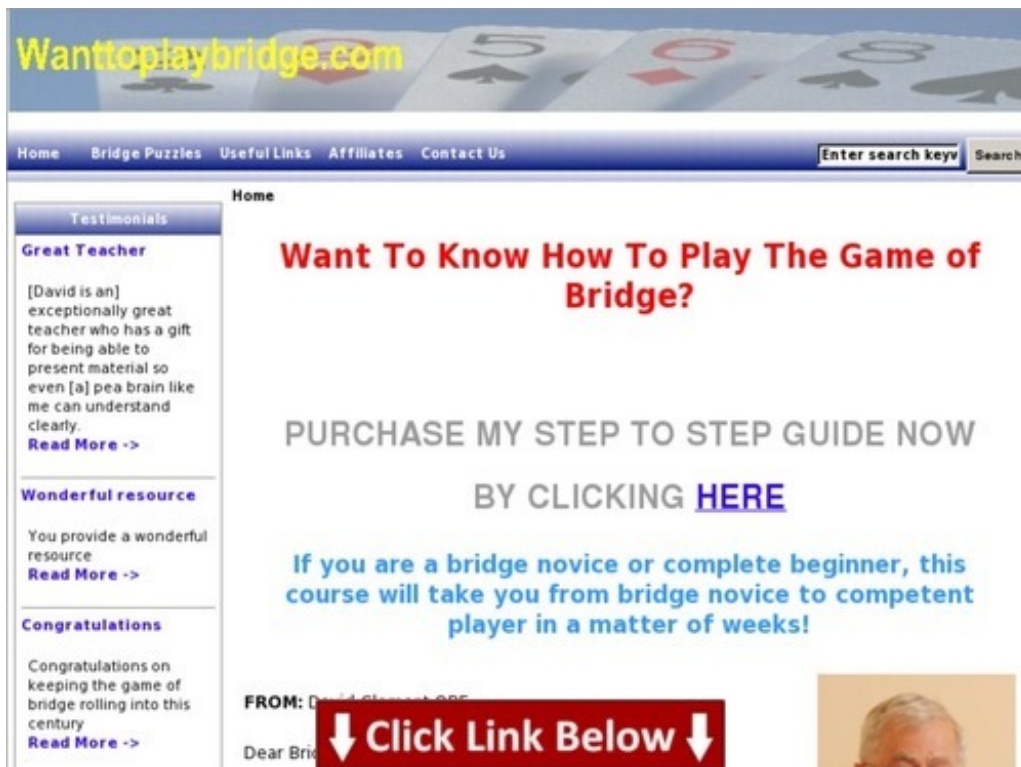 Wanttoplaybridge.com
5 6 8
Home Bridge Puzzles Useful Links Affiliates Contact Us Enter search keyw Search
Home
Testimonials
Great Teacher
[David is an]
exceptionally great
teacher who has a gift
for being able to
present material so
even [a] pea brain like
me can understand
clearly.
Read More ->
Wonderful resource
You provide a wonderful
resource
Read More ->
Congratulations
Congratulations on
keeping the game of
bridge rolling into this
century
Read More ->
Want To Know How To Play The Game of
Bridge?
PURCHASE MY STEP TO STEP GUIDE NOW
BY CLICKING HERE
If you are a bridge novice or complete beginner, this
course will take you from bridge novice to competent
player in a matter of weeks!
FROM:
Dear
Click Link Below